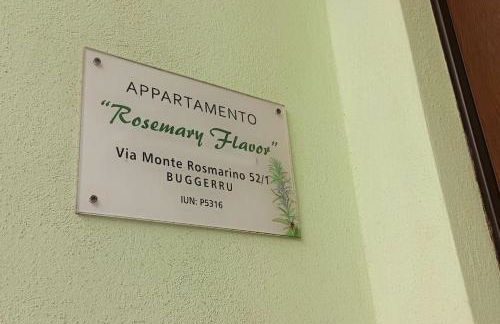 APPARTAMENTO
“Rosemary Flavor”
Via Monte Rosmarino 52/1
BUGGERRU
IUN: P5316